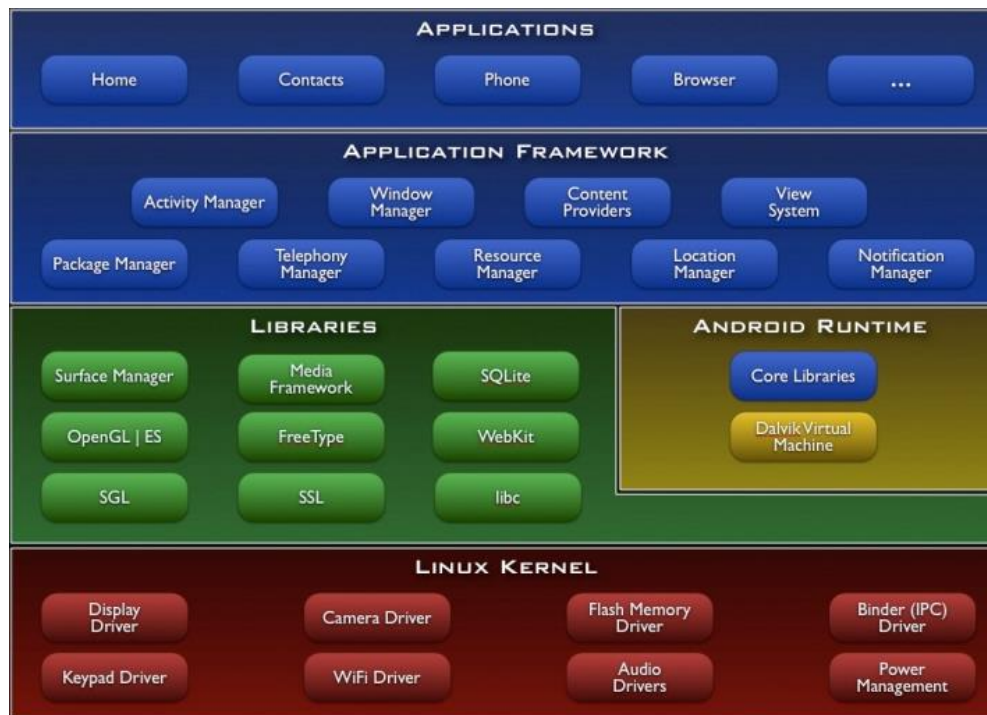 APPLICATIONS
Home
Contacts
Phone
Browser
...
APPLICATION FRAMEWORK
Activity Manager
Window
Manager
Content
Providers
View
System
Package Manager
Telephony
Manager
Resource
Manager
Location
Manager
Notification
Manager
LIBRARIES
Surface Manager
Media
Framework
SQLite
OpenGL | ES
FreeType
WebKit
SGL
SSL
libc
ANDROID RUNTIME
Core Libraries
Dalvik Virtual
Machine
LINUX KERNEL
Display
Driver
Camera Driver
Flash Memory
Driver
Binder (IPC)
Driver
Keypad Driver
WiFi Driver
Audio
Drivers
Power
Management